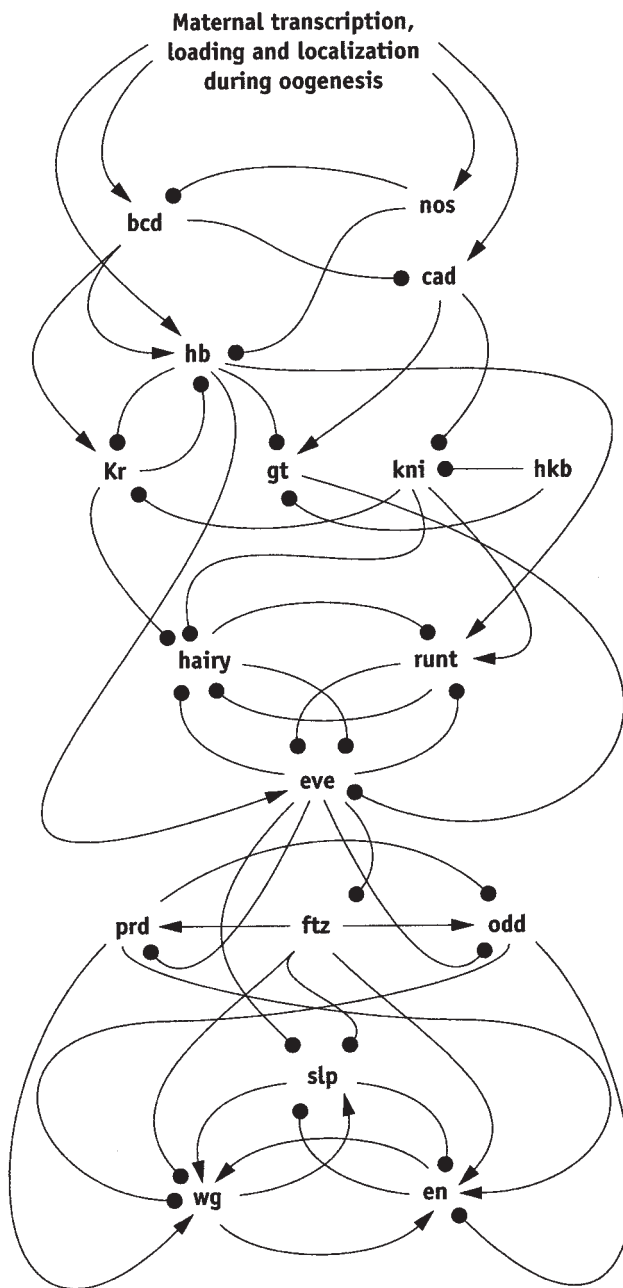 Maternal transcription,
loading and localization
during oogenesis
bcd
nos
cad
hb
Kr
gt
kni
hkb
hairy
runt
eve
prd
ftz
odd
slp
wg
en